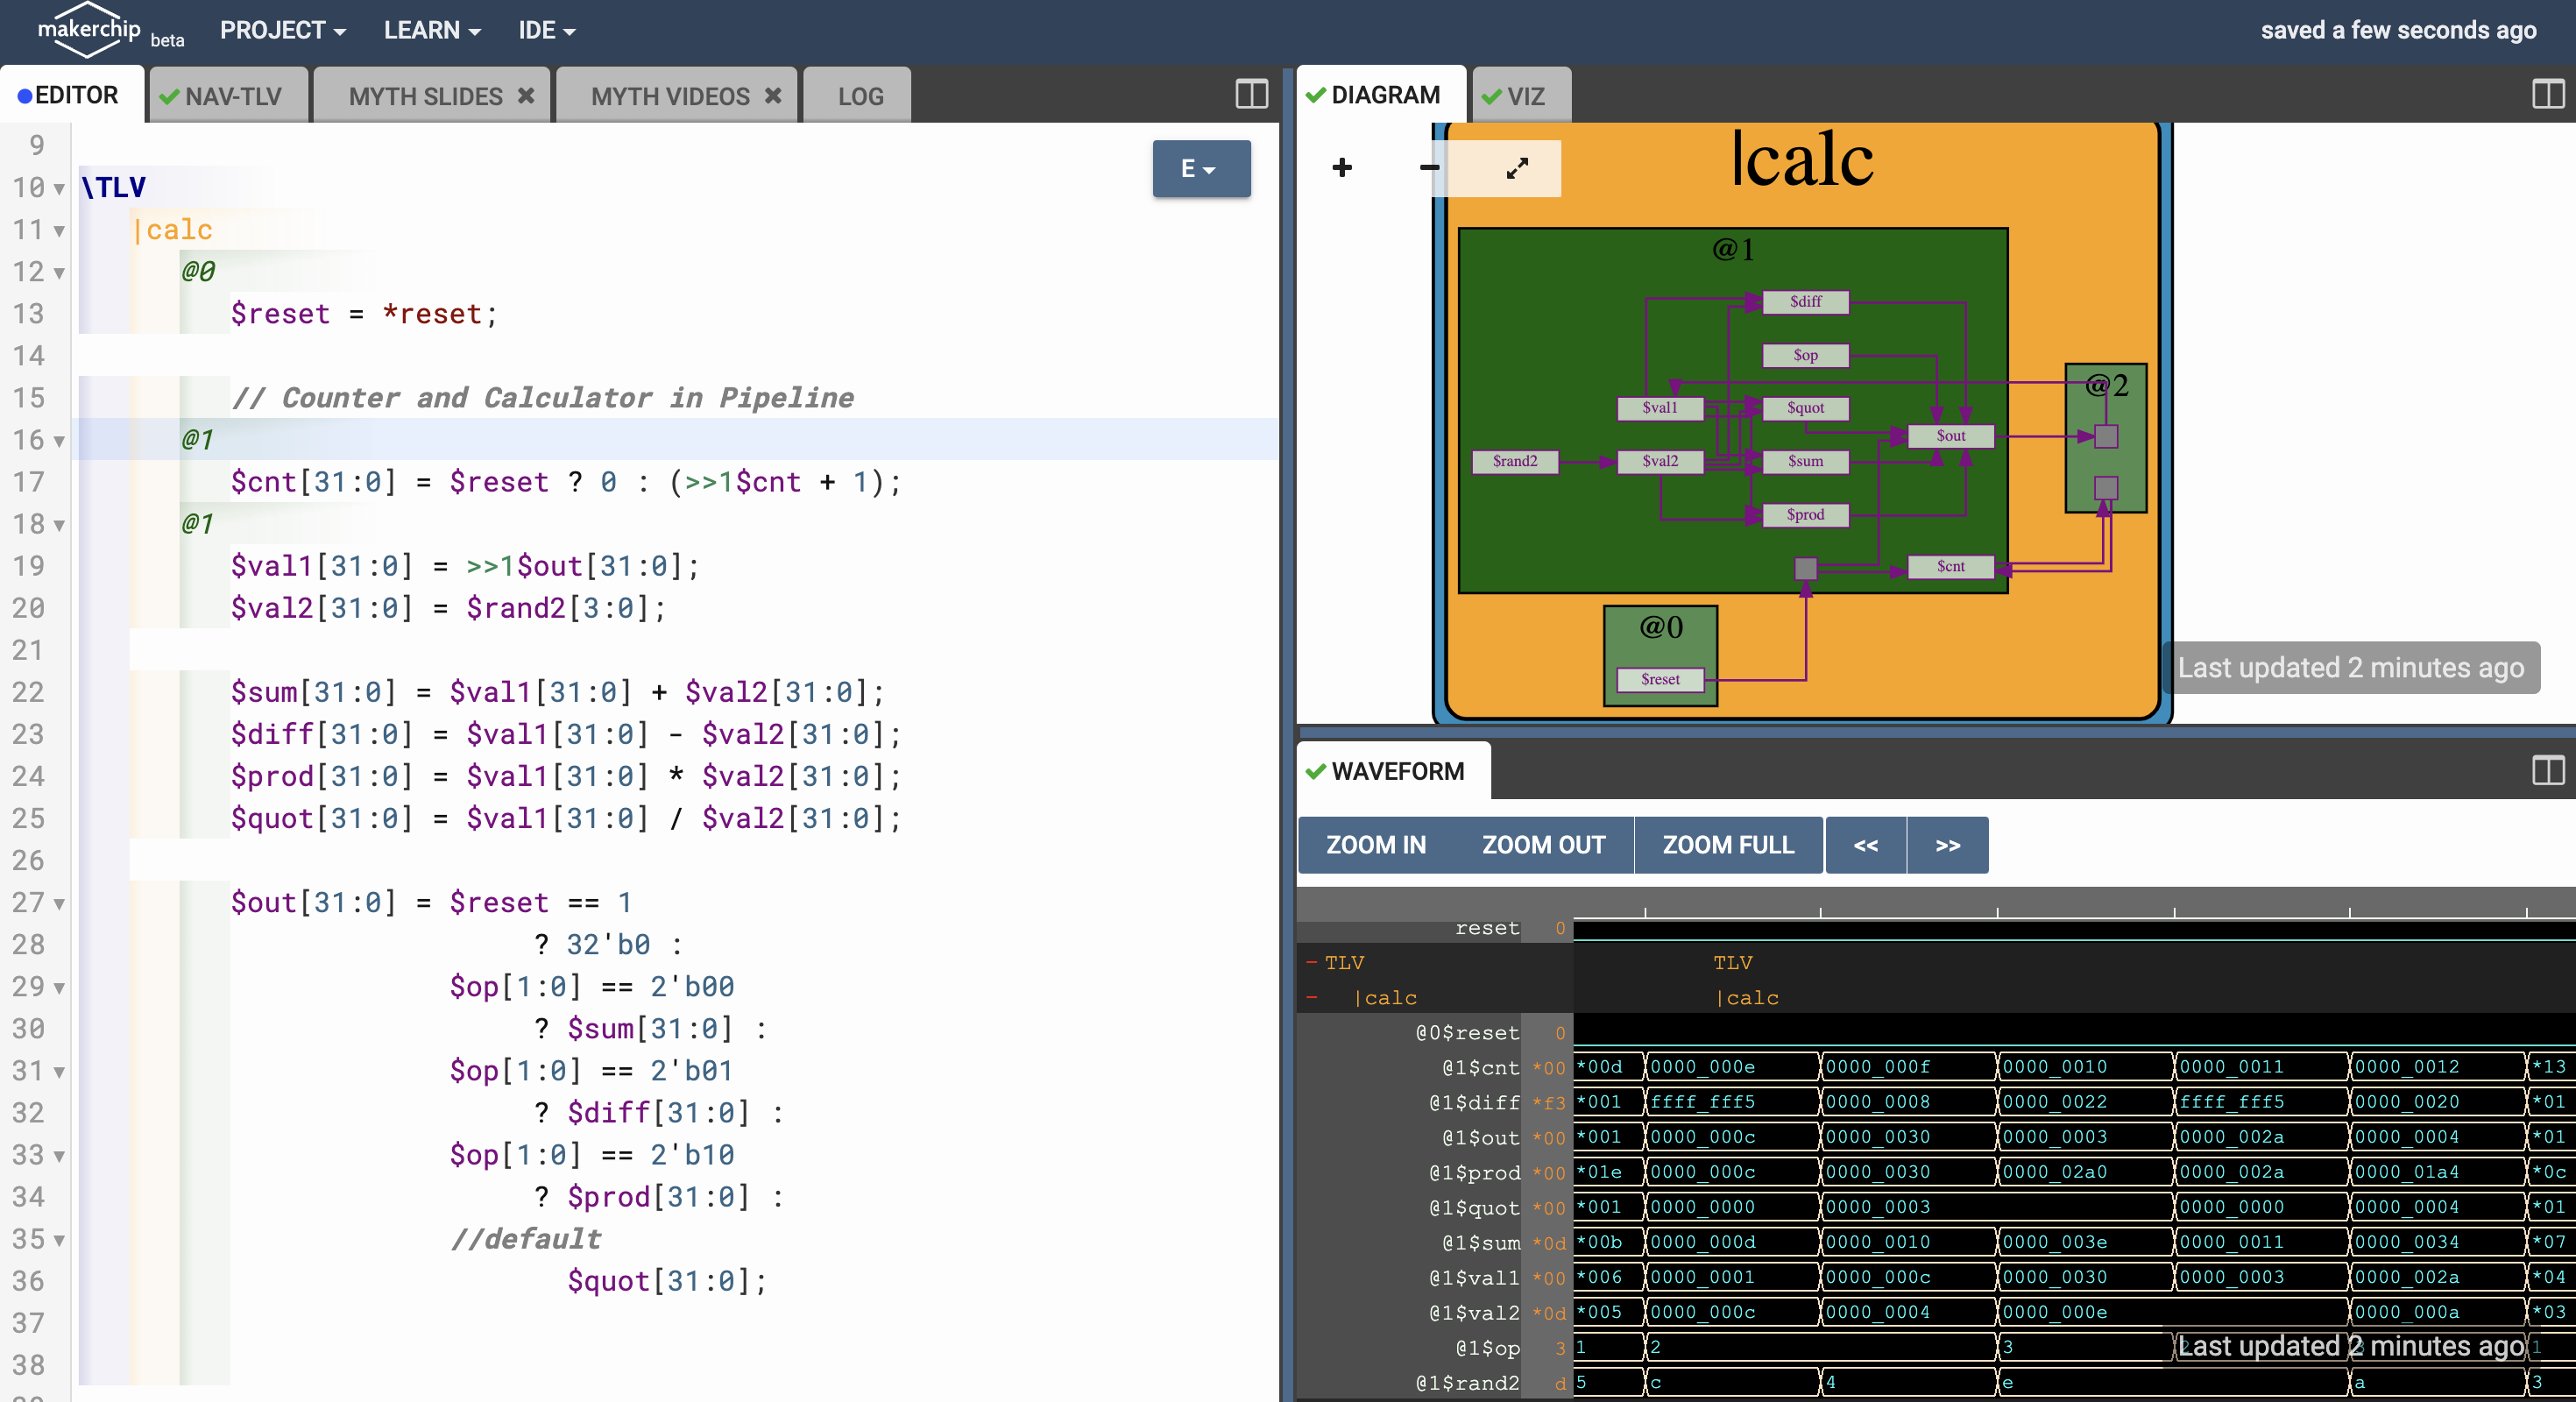 makerchip beta PROJECT LEARN IDE saved a few seconds ago
EDITOR NAV-TLV MYTH SLIDES MYTH VIDEOS LOG
E
9
10 \TLV
11 |calc
12 @0
13 $reset = *reset;
14
15 // Counter and Calculator in Pipeline
16 @1
17 $cnt[31:0] = $reset ? 0 : (>>1$cnt + 1);
18 @1
19 $val1[31:0] = >>1$out[31:0];
20 $val2[31:0] = $rand2[3:0];
21
22 $sum[31:0] = $val1[31:0] + $val2[31:0];
23 $diff[31:0] = $val1[31:0] - $val2[31:0];
24 $prod[31:0] = $val1[31:0] * $val2[31:0];
25 $quot[31:0] = $val1[31:0] / $val2[31:0];
26
27 $out[31:0] = $reset == 1
28 ? 32'b0 :
29 $op[1:0] == 2'b00
30 ? $sum[31:0] :
31 $op[1:0] == 2'b01
32 ? $diff[31:0] :
33 $op[1:0] == 2'b10
34 ? $prod[31:0] :
35 //default
36 $quot[31:0];
37
38
DIAGRAM VIZ
+ −
|calc
@1
$diff
$op
@2
$val1 $quot
$out
$rand2 $val2 $sum
$prod
$cnt
@0
$reset
Last updated 2 minutes ago
WAVEFORM
ZOOM IN ZOOM OUT ZOOM FULL << >>
reset 0
- TLV TLV
- |calc |calc
@0$reset 0
@1$cnt *00 *00d 0000_000e 0000_000f 0000_0010 0000_0011 0000_0012 *13
@1$diff *f3 *001 ffff_fff5 0000_0008 0000_0022 ffff_fff5 0000_0020 *01
@1$out *00 *001 0000_000c 0000_0030 0000_0003 0000_002a 0000_0004 *01
@1$prod *00 *01e 0000_000c 0000_0030 0000_02a0 0000_002a 0000_01a4 *0c
@1$quot *00 *001 0000_0000 0000_0003 0000_0000 0000_0004 *01
@1$sum *0d *00b 0000_000d 0000_0010 0000_003e 0000_0011 0000_0034 *07
@1$val1 *00 *006 0000_0001 0000_000c 0000_0030 0000_0003 0000_002a *04
@1$val2 *0d *005 0000_000c 0000_0004 0000_000e 0000_000a *03
@1$op 3 1 2 3 1
Last updated 2 minutes ago
@1$rand2 d 5 c 4 e a 3